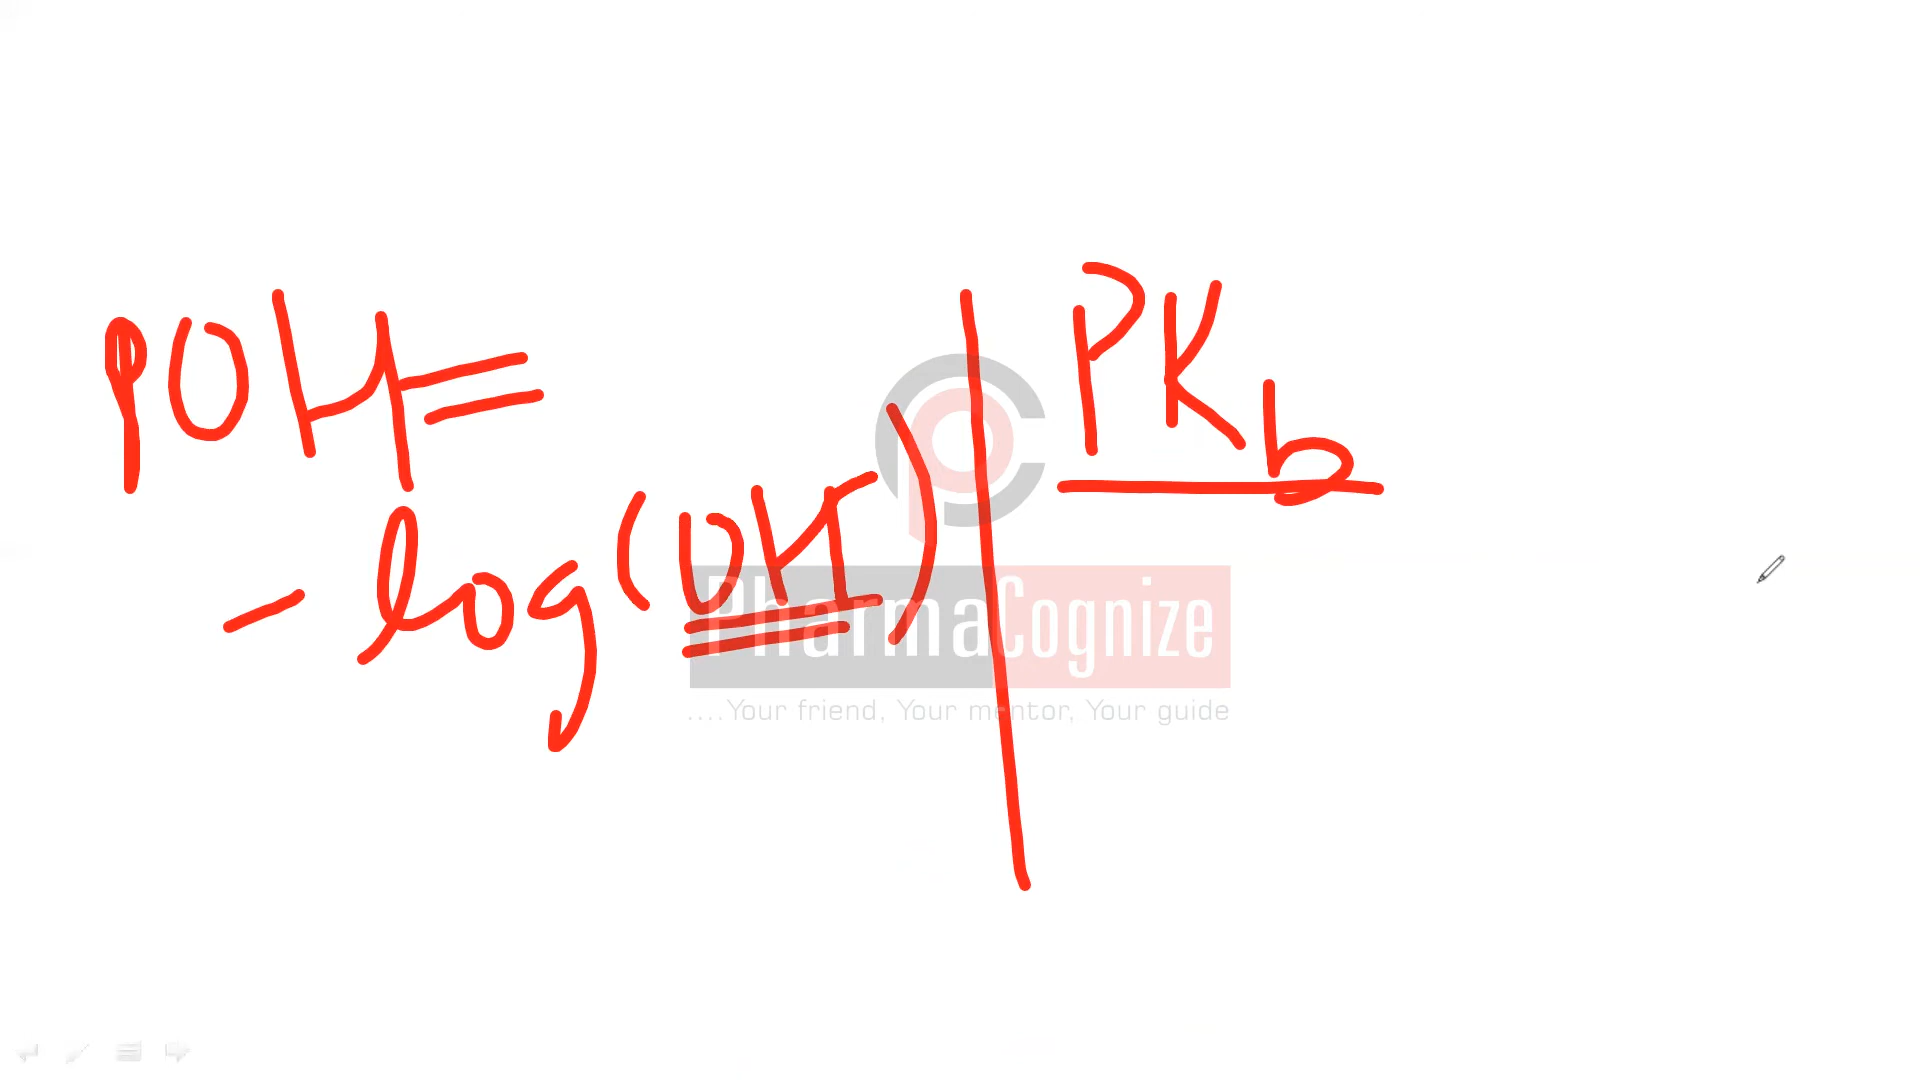 pOH =
- log (OH)
PKb
PharmaCognize
....Your friend, Your mentor, Your guide